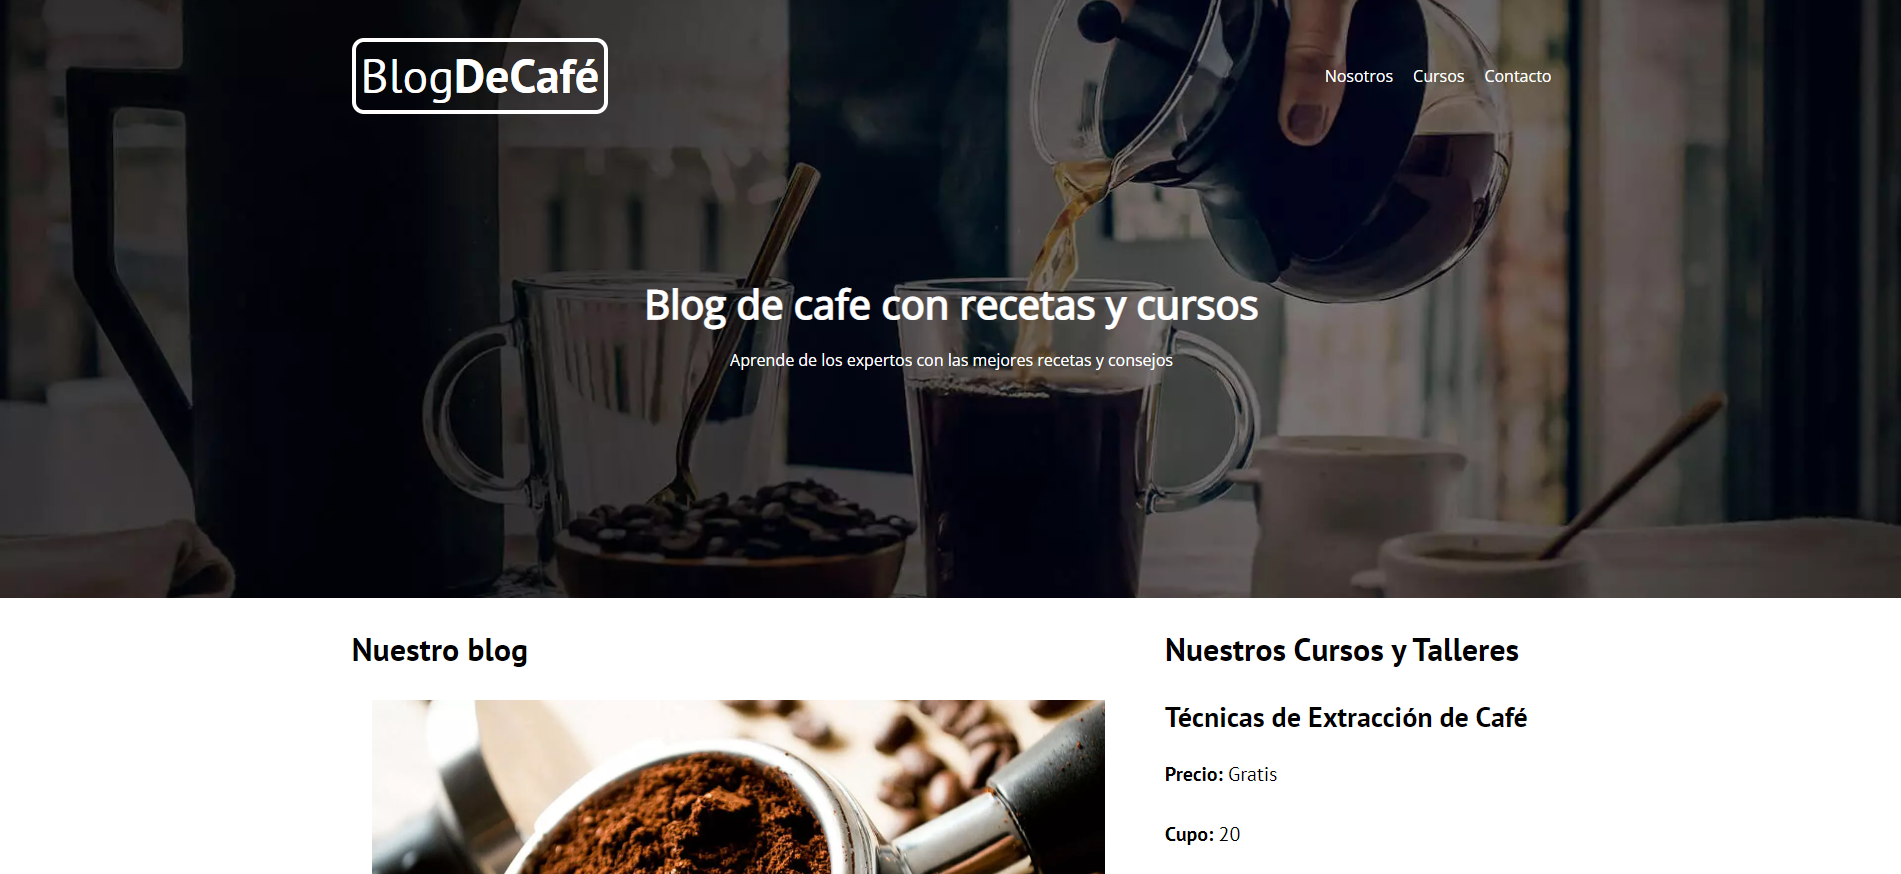 BlogDeCafé
Nosotros Cursos Contacto
Blog de cafe con recetas y cursos
Aprende de los expertos con las mejores recetas y consejos
Nuestro blog
Nuestros Cursos y Talleres
Técnicas de Extracción de Café
Precio: Gratis
Cupo: 20